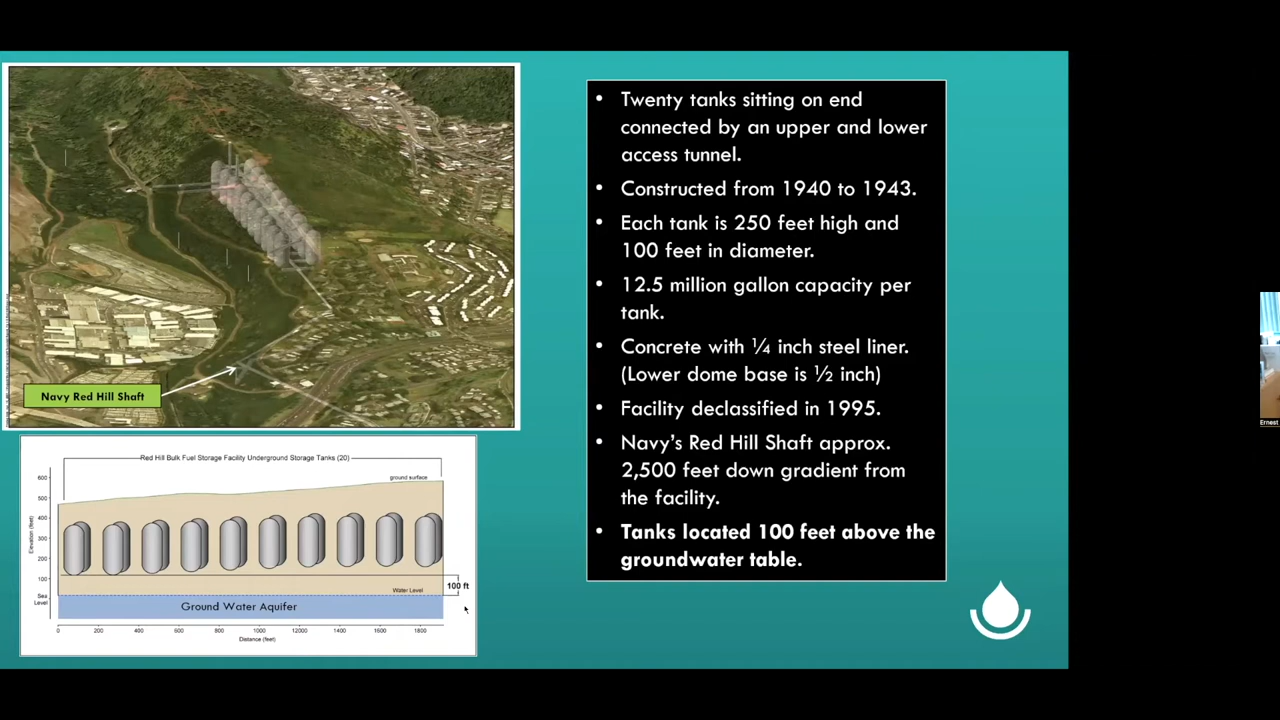 Navy Red Hill Shaft
Red Hill Bulk Fuel Storage Facility Underground Storage Tanks (20)
ground surface
Elevation (feet)
600
500
400
300
200
100
Sea
Level
100 ft
Water Level
Ground Water Aquifer
0 200 400 600 800 1000 12000 1400 1600 1800
Distance (feet)
• Twenty tanks sitting on end
connected by an upper and lower
access tunnel.
• Constructed from 1940 to 1943.
• Each tank is 250 feet high and
100 feet in diameter.
• 12.5 million gallon capacity per
tank.
• Concrete with ¼ inch steel liner.
(Lower dome base is ½ inch)
• Facility declassified in 1995.
• Navy’s Red Hill Shaft approx.
2,500 feet down gradient from
the facility.
• Tanks located 100 feet above the
groundwater table.
Ernest